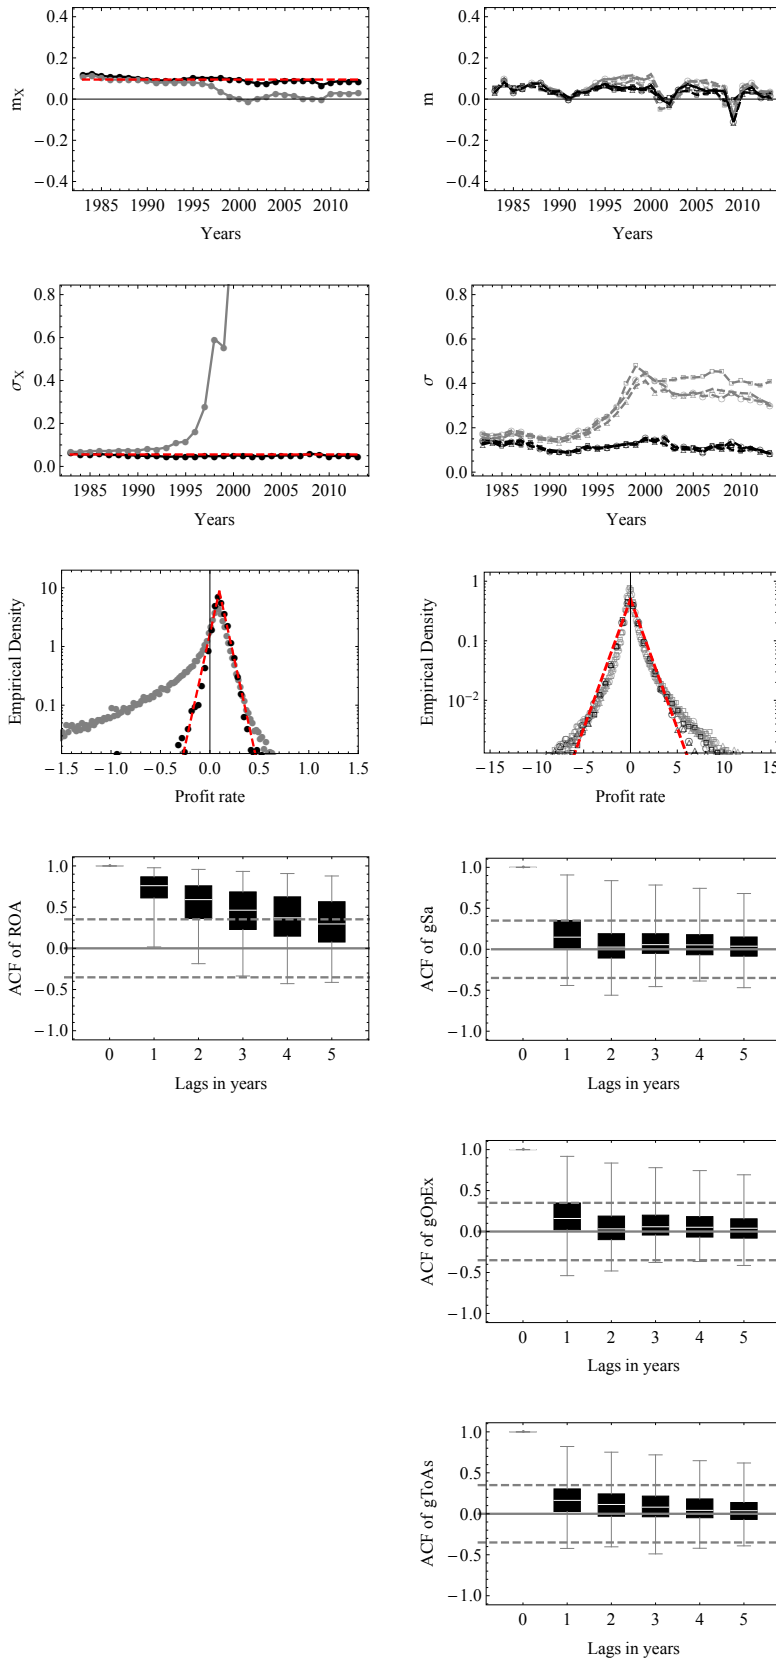 0.4
0.2
0.0
−0.2
−0.4
m_X
1985 1990 1995 2000 2005 2010
Years
0.4
0.2
0.0
−0.2
−0.4
m
1985 1990 1995 2000 2005 2010
Years
0.8
0.6
0.4
0.2
0.0
σ_X
1985 1990 1995 2000 2005 2010
Years
0.8
0.6
0.4
0.2
0.0
σ
1985 1990 1995 2000 2005 2010
Years
10
1
0.1
Empirical Density
−1.5 −1.0 −0.5 0.0 0.5 1.0 1.5
Profit rate
1
0.1
10⁻²
Empirical Density
−15 −10 −5 0 5 10 15
Profit rate
1.0
0.5
0.0
−0.5
−1.0
ACF of ROA
0 1 2 3 4 5
Lags in years
1.0
0.5
0.0
−0.5
−1.0
ACF of gSa
0 1 2 3 4 5
Lags in years
1.0
0.5
0.0
−0.5
−1.0
ACF of gOpEx
0 1 2 3 4 5
Lags in years
1.0
0.5
0.0
−0.5
−1.0
ACF of gToAs
0 1 2 3 4 5
Lags in years